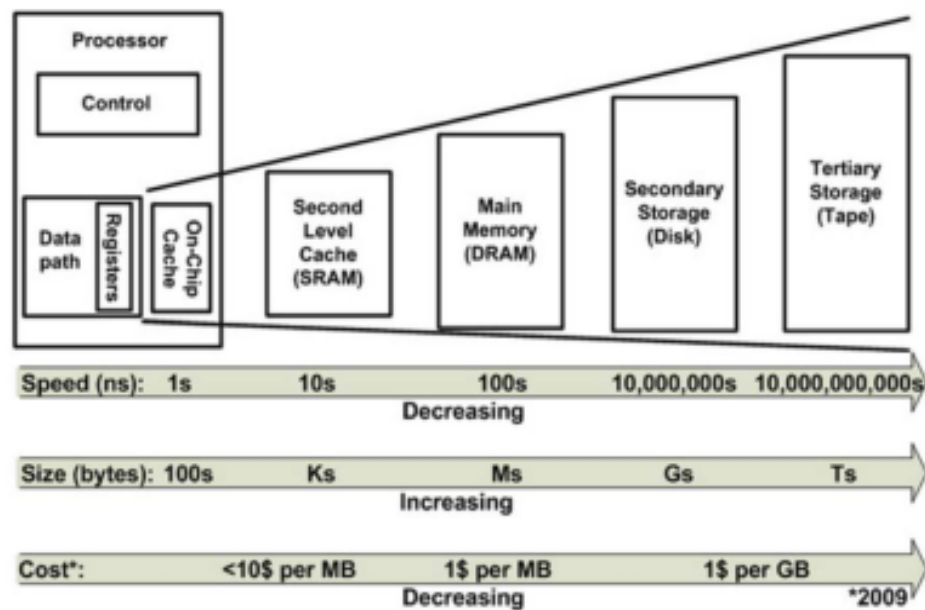 Processor
Control
Data
path
Registers
On-Chip
Cache
Second
Level
Cache
(SRAM)
Main
Memory
(DRAM)
Secondary
Storage
(Disk)
Tertiary
Storage
(Tape)
Speed (ns): 1s 10s 100s 10,000,000s 10,000,000,000s
Decreasing
Size (bytes): 100s Ks Ms Gs Ts
Increasing
Cost*: <10$ per MB 1$ per MB 1$ per GB
Decreasing *2009